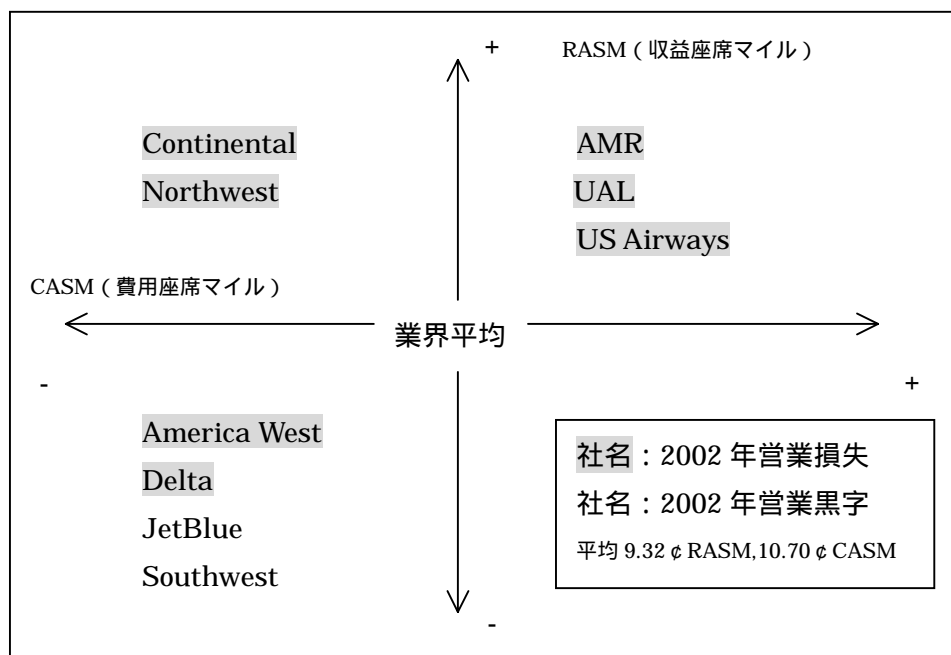 +
RASM（収益座席マイル）
Continental
Northwest
AMR
UAL
US Airways
CASM（費用座席マイル）
業界平均
-
+
America West
Delta
JetBlue
Southwest
社名：2002 年営業損失
社名：2002 年営業黒字
平均 9.32￠RASM,10.70￠CASM
-